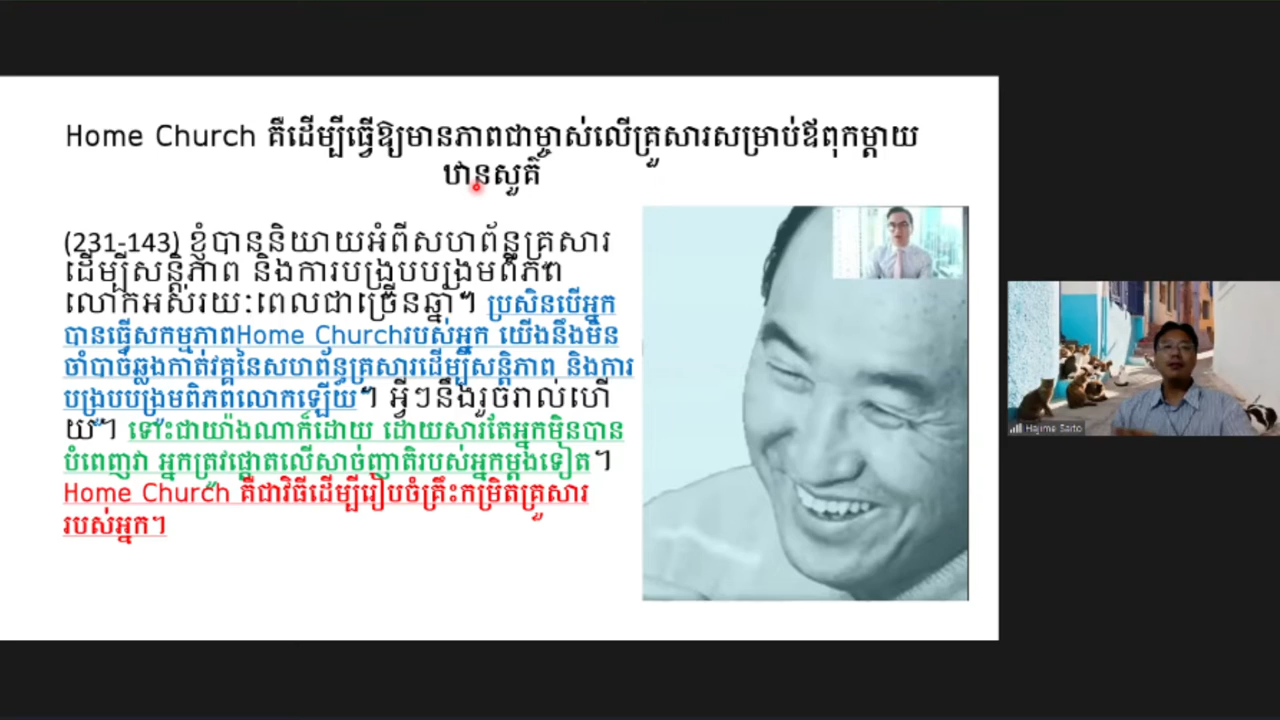 Home Church គឺដើម្បីធ្វើឱ្យមានភាពជាម្ចាស់លើគ្រួសារសម្រាប់ឪពុកម្តាយ
ឋានសួគ៌
(231-143) ខ្ញុំបាននិយាយអំពីសហព័ន្ធគ្រួសារ
ដើម្បីសន្តិភាព និងការបង្រួបបង្រួមពិភព
លោកអស់រយៈពេលជាច្រើនឆ្នាំ។ ប្រសិនបើអ្នក
បានធ្វើសកម្មភាពHome Churchរបស់អ្នក យើងនឹងមិន
ចាំបាច់ឆ្លងកាត់វគ្គនៃសហព័ន្ធគ្រួសារដើម្បីសន្តិភាព និងការ
បង្រួបបង្រួមពិភពលោកឡើយ។ អ្វីៗនឹងរួចរាល់ហើ
យ។ ទោះជាយ៉ាងណាក៏ដោយ ដោយសារតែអ្នកមិនបាន
បំពេញវា អ្នកត្រូវផ្តោតលើសាច់ញាតិរបស់អ្នកម្តងទៀត។
Home Church គឺជាវិធីដើម្បីរៀបចំគ្រឹះកម្រិតគ្រួសារ
របស់អ្នក។
Hajime Saito